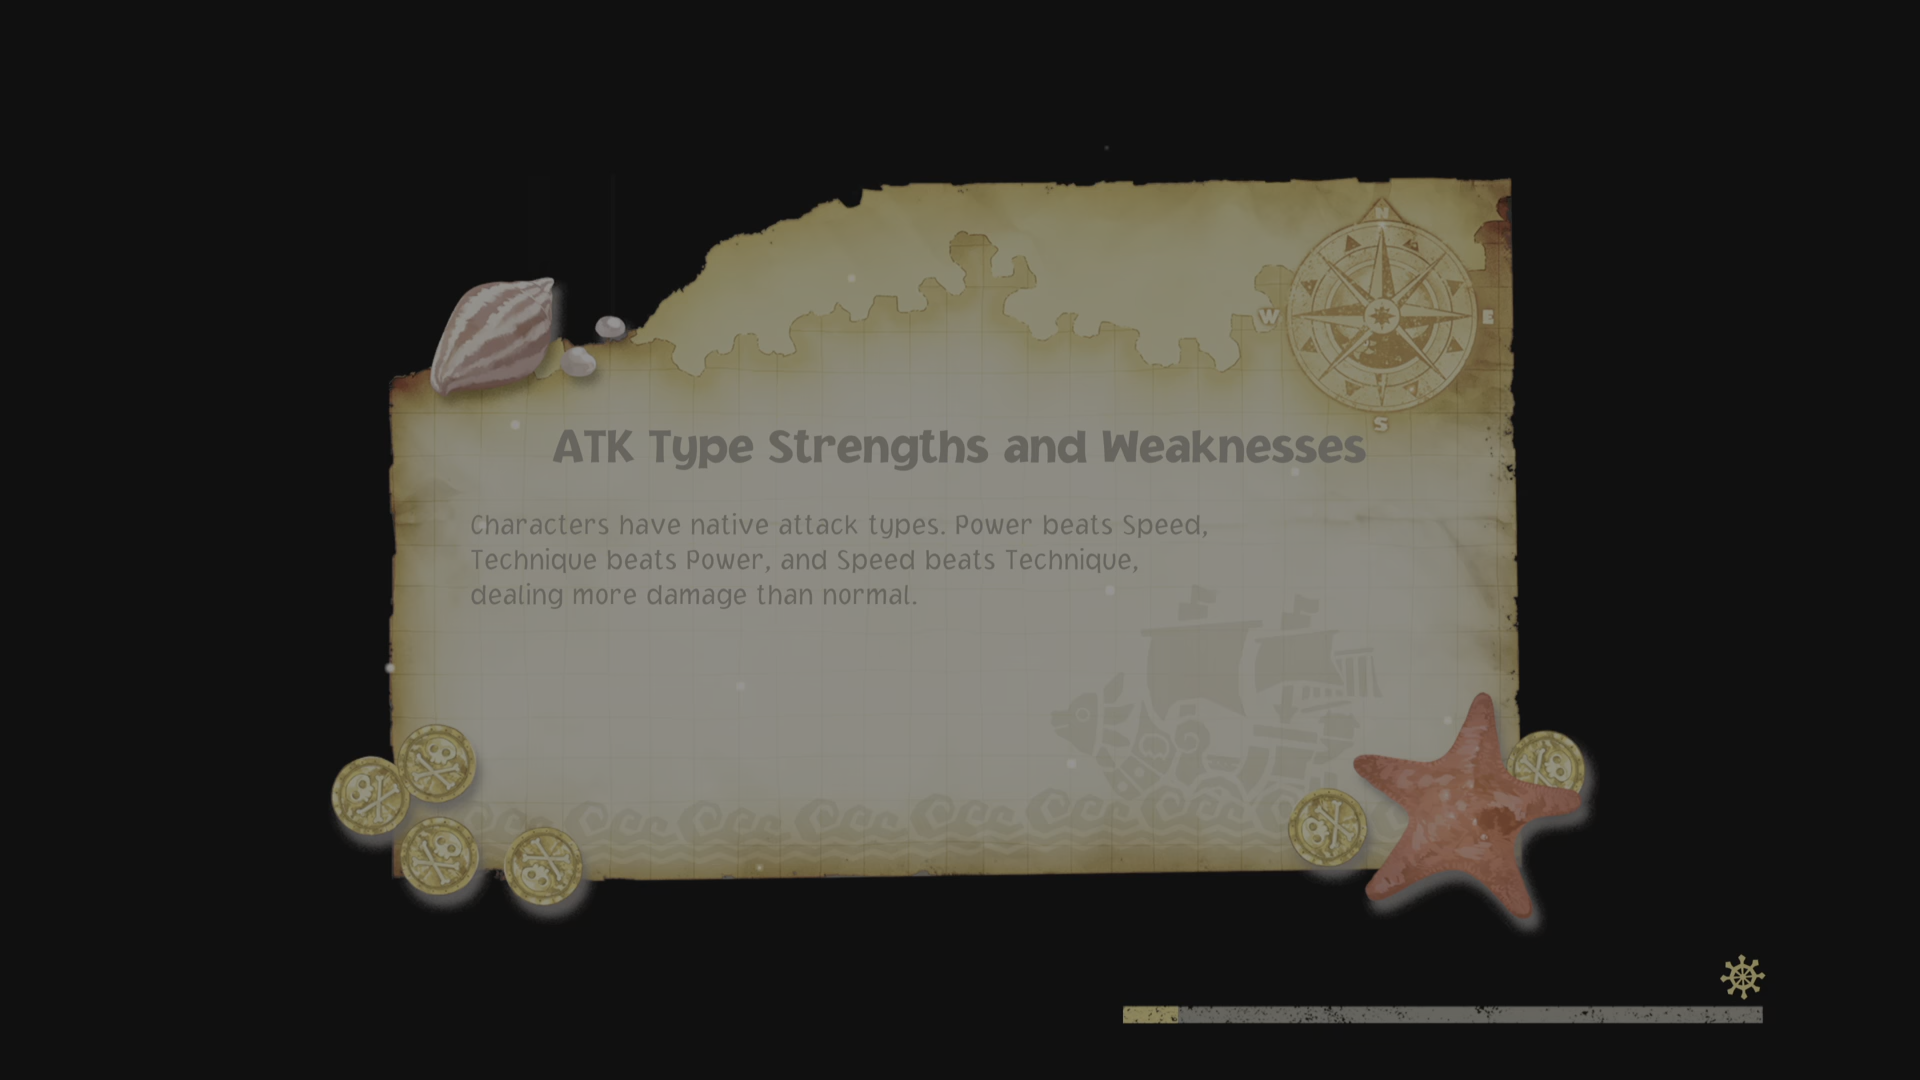 N
W
E
S
ATK Type Strengths and Weaknesses
Characters have native attack types. Power beats Speed,
Technique beats Power, and Speed beats Technique,
dealing more damage than normal.